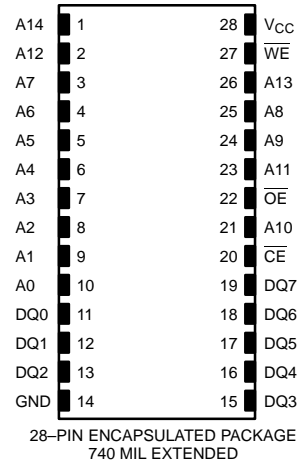 A14 1 28 VCC
A12 2 27 W̅E̅
A7 3 26 A13
A6 4 25 A8
A5 5 24 A9
A4 6 23 A11
A3 7 22 O̅E̅
A2 8 21 A10
A1 9 20 C̅E̅
A0 10 19 DQ7
DQ0 11 18 DQ6
DQ1 12 17 DQ5
DQ2 13 16 DQ4
GND 14 15 DQ3
28–PIN ENCAPSULATED PACKAGE
740 MIL EXTENDED